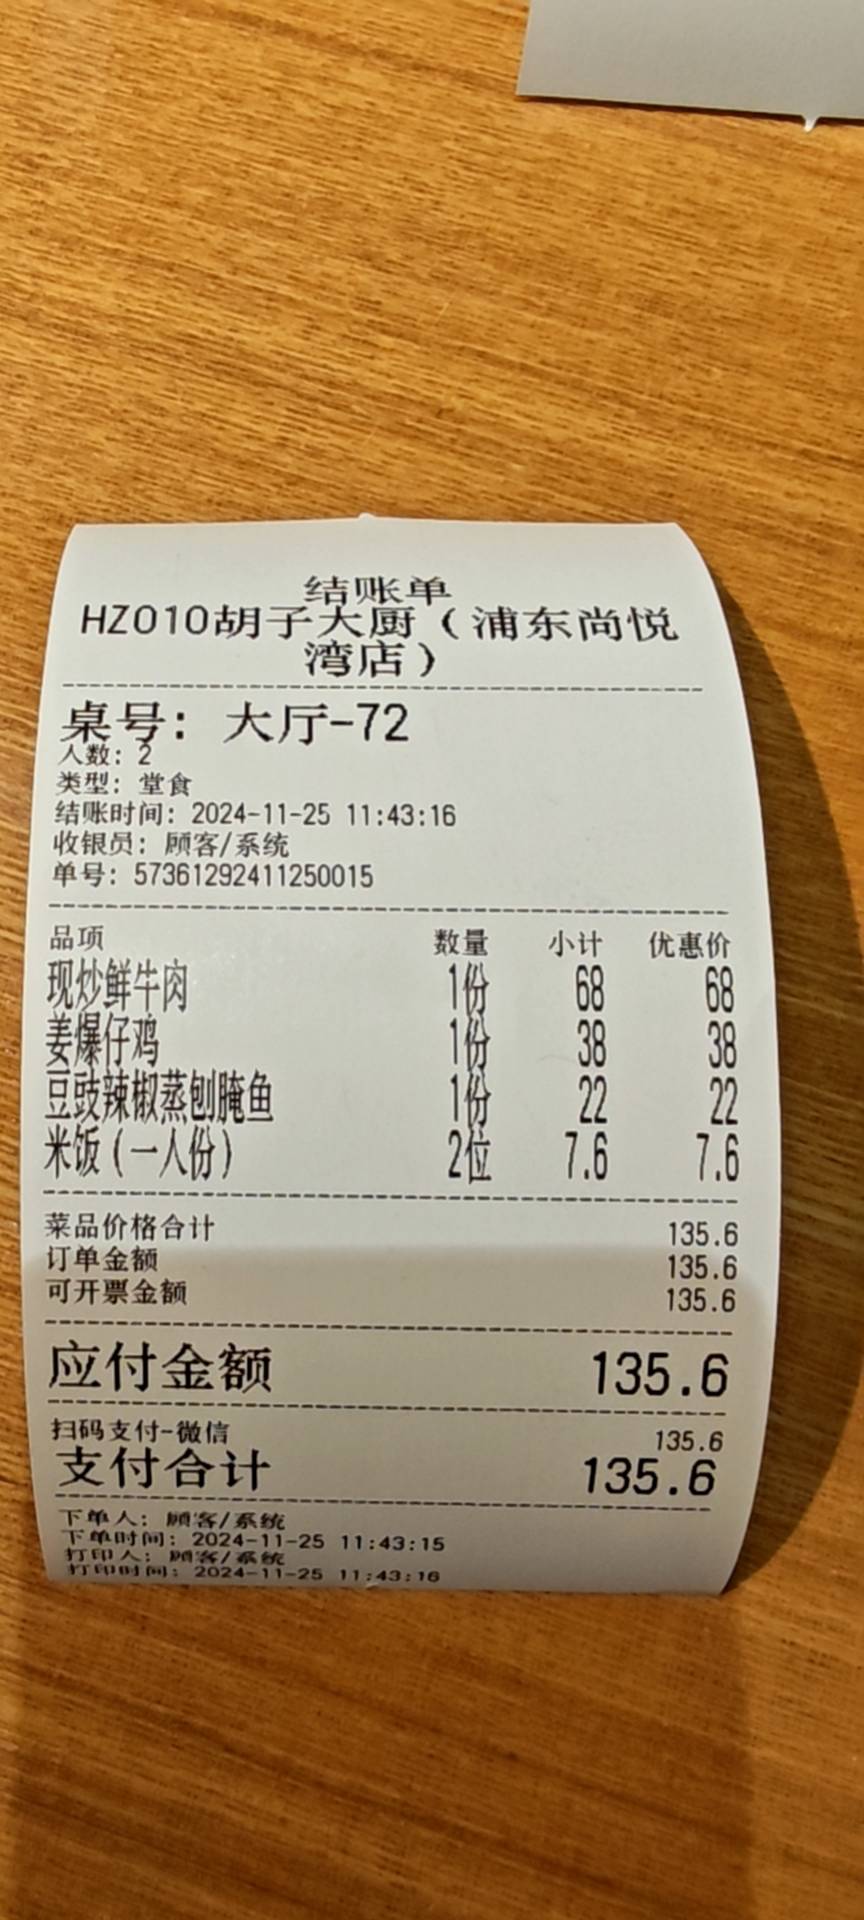 结账单
HZ010胡子大厨（浦东尚悦
湾店）
桌号: 大厅-72
人数: 2
类型: 堂食
结账时间: 2024-11-25 11:43:16
收银员: 顾客/系统
单号: 573612922411250015
品项 数量 小计 优惠价
现炒鲜牛肉 1份 68 68
姜爆仔鸡 1份 38 38
豆豉辣椒蒸刨腌鱼 1份 22 22
米饭(一人份) 2位 7.6 7.6
菜品价格合计 135.6
订单金额 135.6
可开票金额 135.6
应付金额 135.6
扫码支付-微信 135.6
支付合计 135.6
下单人: 顾客/系统
下单时间: 2024-11-25 11:43:15
打印人: 顾客/系统
打印时间: 2024-11-25 11:43:16